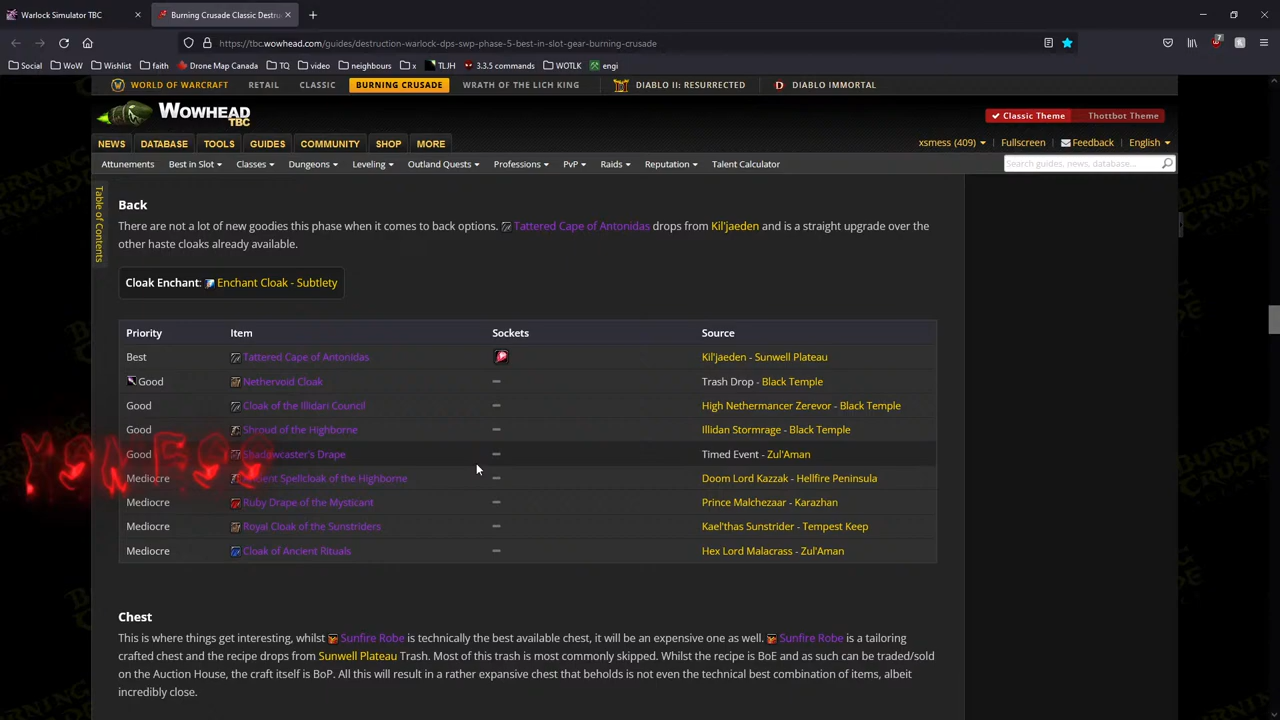 Warlock Simulator TBC
Burning Crusade Classic Destru
https://tbc.wowhead.com/guides/destruction-warlock-dps-swp-phase-5-best-in-slot-gear-burning-crusade
Social WoW Wishlist faith Drone Map Canada TQ video neighbours x TLJH 3.3.5 commands WOTLK engi
WORLD OF WARCRAFT RETAIL CLASSIC BURNING CRUSADE WRATH OF THE LICH KING DIABLO II: RESURRECTED DIABLO IMMORTAL
WOWHEAD
TBC
Classic Theme Thottbot Theme
NEWS DATABASE TOOLS GUIDES COMMUNITY SHOP MORE
xsmess (409) Fullscreen Feedback English
Attunements Best in Slot Classes Dungeons Leveling Outland Quests Professions PvP Raids Reputation Talent Calculator
Search guides, news, database...
Table of Contents
Back
There are not a lot of new goodies this phase when it comes to back options. Tattered Cape of Antonidas drops from Kil'jaeden and is a straight upgrade over the
other haste cloaks already available.
Cloak Enchant: Enchant Cloak - Subtlety
Priority Item Sockets Source
Best Tattered Cape of Antonidas Kil'jaeden - Sunwell Plateau
Good Nethervoid Cloak Trash Drop - Black Temple
Good Cloak of the Illidari Council High Nethermancer Zerevor - Black Temple
Good Shroud of the Highborne Illidan Stormrage - Black Temple
Good Shadowcaster's Drape Timed Event - Zul'Aman
Mediocre Ancient Spellcloak of the Highborne Doom Lord Kazzak - Hellfire Peninsula
Mediocre Ruby Drape of the Mysticant Prince Malchezaar - Karazhan
Mediocre Royal Cloak of the Sunstriders Kael'thas Sunstrider - Tempest Keep
Mediocre Cloak of Ancient Rituals Hex Lord Malacrass - Zul'Aman
Chest
This is where things get interesting, whilst Sunfire Robe is technically the best available chest, it will be an expensive one as well. Sunfire Robe is a tailoring
crafted chest and the recipe drops from Sunwell Plateau Trash. Most of this trash is most commonly skipped. Whilst the recipe is BoE and as such can be traded/sold
on the Auction House, the craft itself is BoP. All this will result in a rather expensive chest that beholds is not even the technical best combination of items, albeit
incredibly close.